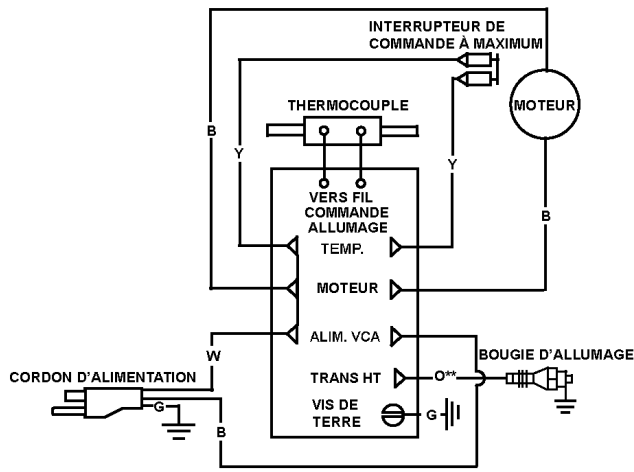 INTERRUPTEUR DE
COMMANDE À MAXIMUM
THERMOCOUPLE
MOTEUR
B
Y
Y
B
VERS FIL
COMMANDE
ALLUMAGE
TEMP.
MOTEUR
ALIM. VCA
W
BOUGIE D'ALLUMAGE
CORDON D'ALIMENTATION
TRANS HT
O**
G
VIS DE
TERRE
G
B